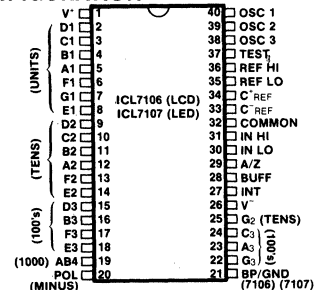 V+ 1
D1 2
C1 3
B1 4
A1 5
F1 6
G1 7
E1 8
(UNITS)
D2 9
C2 10
B2 11
A2 12
F2 13
E2 14
(TENS)
D3 15
B3 16
F3 17
E3 18
(100's)
(1000) AB4 19
POL 20
(MINUS)
ICL7106 (LCD)
ICL7107 (LED)
40 OSC 1
39 OSC 2
38 OSC 3
37 TEST
36 REF HI
35 REF LO
34 C+REF
33 C-REF
32 COMMON
31 IN HI
30 IN LO
29 A/Z
28 BUFF
27 INT
26 V-
25 G2 (TENS)
24 C3
23 A3
22 G3
(100's)
21 BP/GND
(7106) (7107)